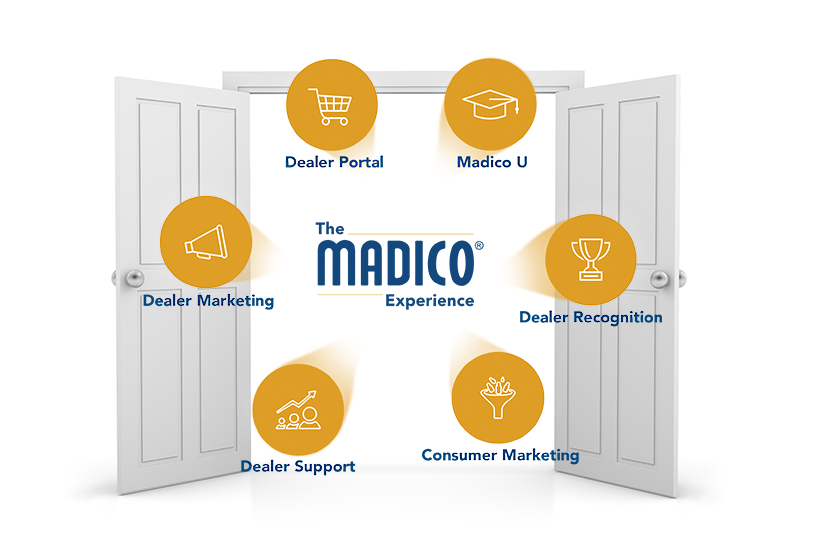 Dealer Portal
Madico U
The
MADICO®
Experience
Dealer Marketing
Dealer Recognition
Dealer Support
Consumer Marketing